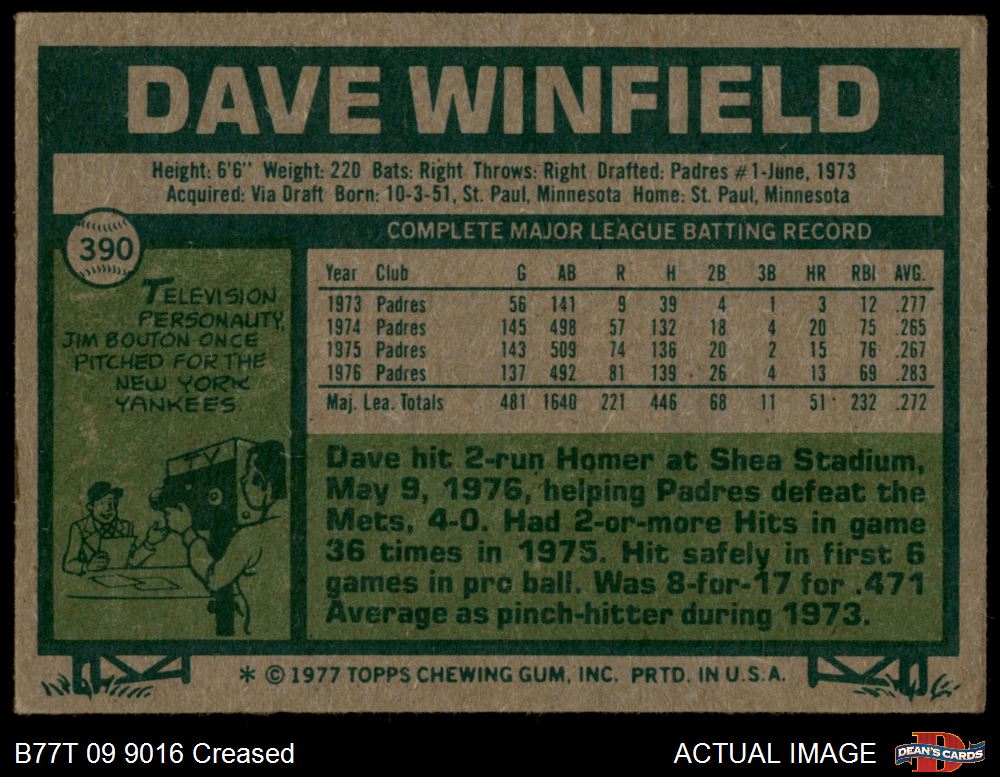 DAVE WINFIELD
Height: 6'6" Weight: 220 Bats: Right Throws: Right Drafted: Padres #1-June, 1973
Acquired: Via Draft Born: 10-3-51, St. Paul, Minnesota Home: St. Paul, Minnesota
390
TELEVISION
PERSONALITY,
JIM BOUTON ONCE
PITCHED FOR THE
NEW YORK
YANKEES
TV
COMPLETE MAJOR LEAGUE BATTING RECORD
Year Club G AB R H 2B 3B HR RBI AVG.
1973 Padres 56 141 9 39 4 1 3 12 .277
1974 Padres 145 498 57 132 18 4 20 75 .265
1975 Padres 143 509 74 136 20 2 15 76 .267
1976 Padres 137 492 81 139 26 4 13 69 .283
Maj. Lea. Totals 481 1640 221 446 68 11 51 232 .272
Dave hit 2-run Homer at Shea Stadium,
May 9, 1976, helping Padres defeat the
Mets, 4-0. Had 2-or-more Hits in game
36 times in 1975. Hit safely in first 6
games in pro ball. Was 8-for-17 for .471
Average as pinch-hitter during 1973.
* © 1977 TOPPS CHEWING GUM, INC. PRTD. IN U.S.A.
B77T 09 9016 Creased
ACTUAL IMAGE
D
DEAN'S CARDS